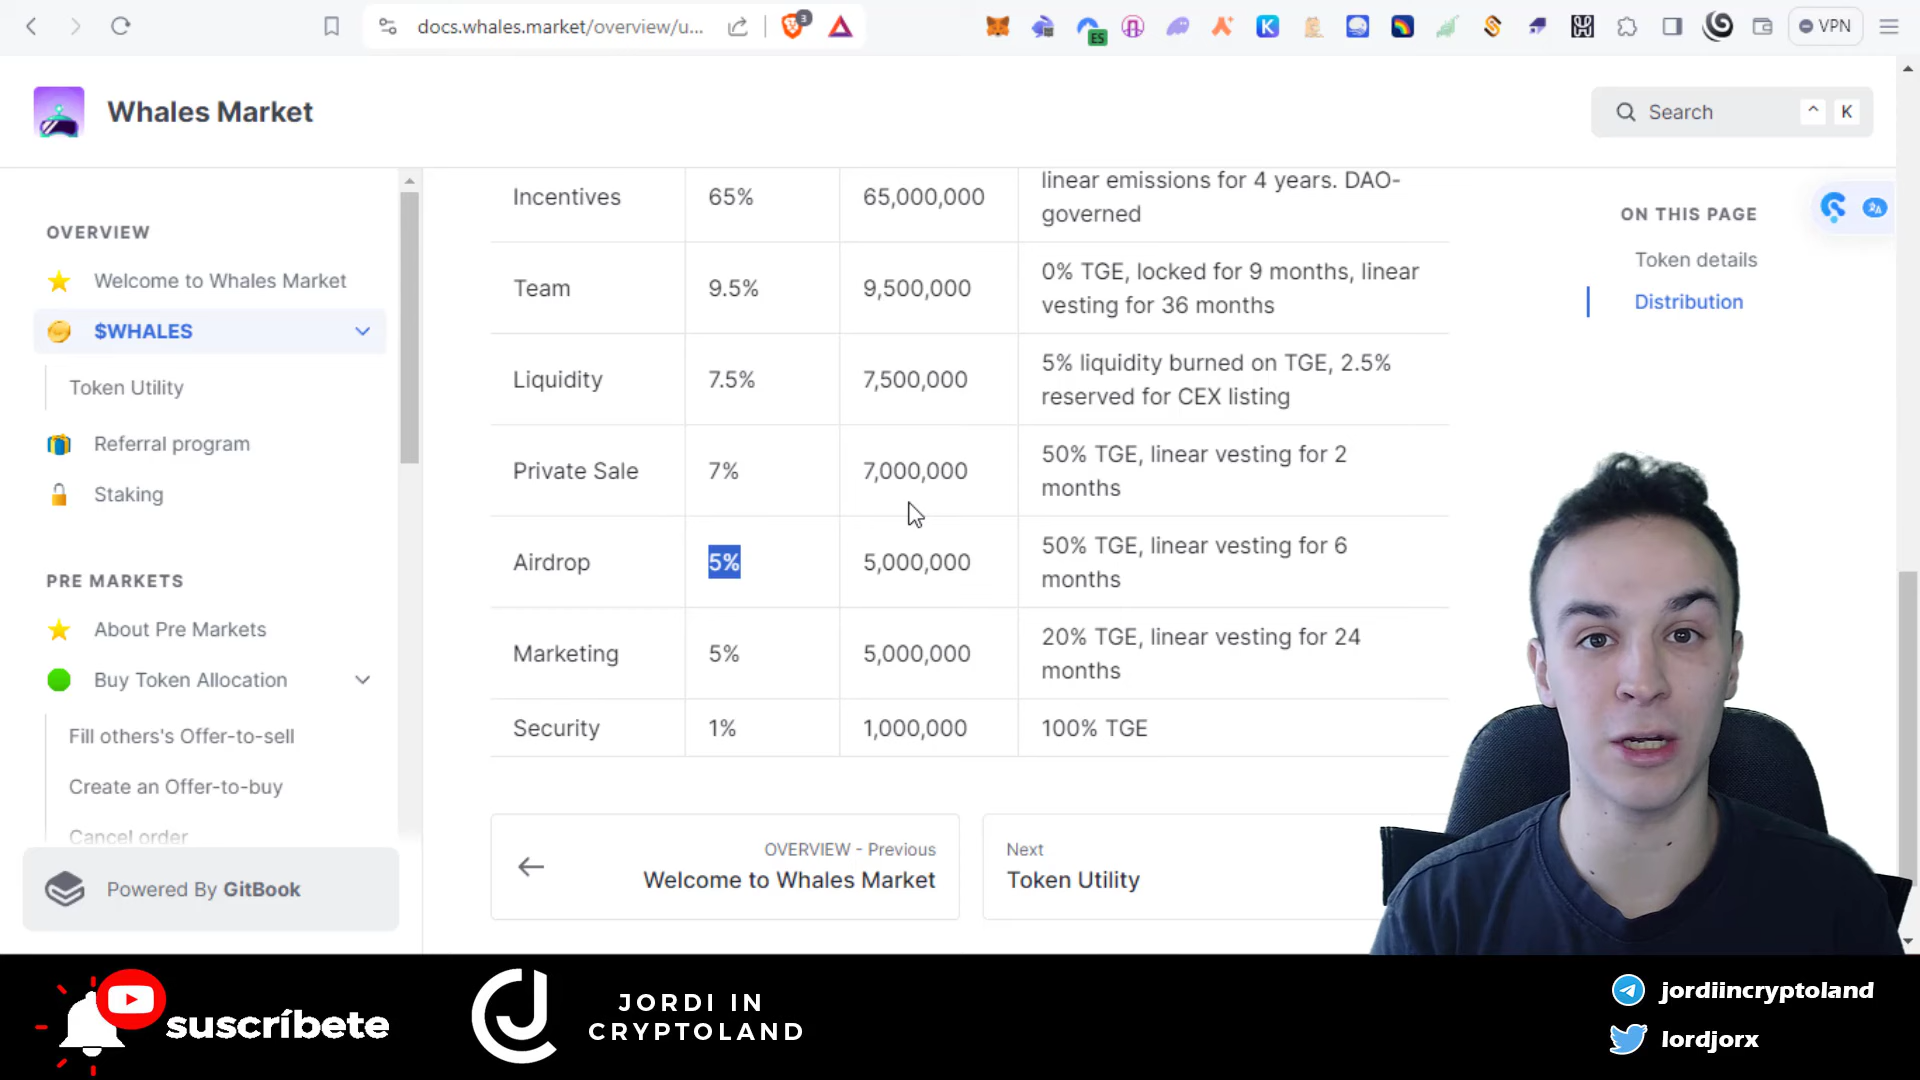 docs.whales.market/overview/u...
3
ES
VPN
Whales Market
Search
^ K
OVERVIEW
Welcome to Whales Market
$WHALES
Token Utility
Referral program
Staking
PRE MARKETS
About Pre Markets
Buy Token Allocation
Fill others's Offer-to-sell
Create an Offer-to-buy
Cancel order
Powered By GitBook
Incentives 65% 65,000,000 linear emissions for 4 years. DAO-
governed
Team 9.5% 9,500,000 0% TGE, locked for 9 months, linear
vesting for 36 months
Liquidity 7.5% 7,500,000 5% liquidity burned on TGE, 2.5%
reserved for CEX listing
Private Sale 7% 7,000,000 50% TGE, linear vesting for 2
months
Airdrop 5% 5,000,000 50% TGE, linear vesting for 6
months
Marketing 5% 5,000,000 20% TGE, linear vesting for 24
months
Security 1% 1,000,000 100% TGE
OVERVIEW - Previous
Welcome to Whales Market
Next
Token Utility
ON THIS PAGE
Token details
Distribution
suscríbete
JORDI IN
CRYPTOLAND
jordiincryptoland
lordjorx